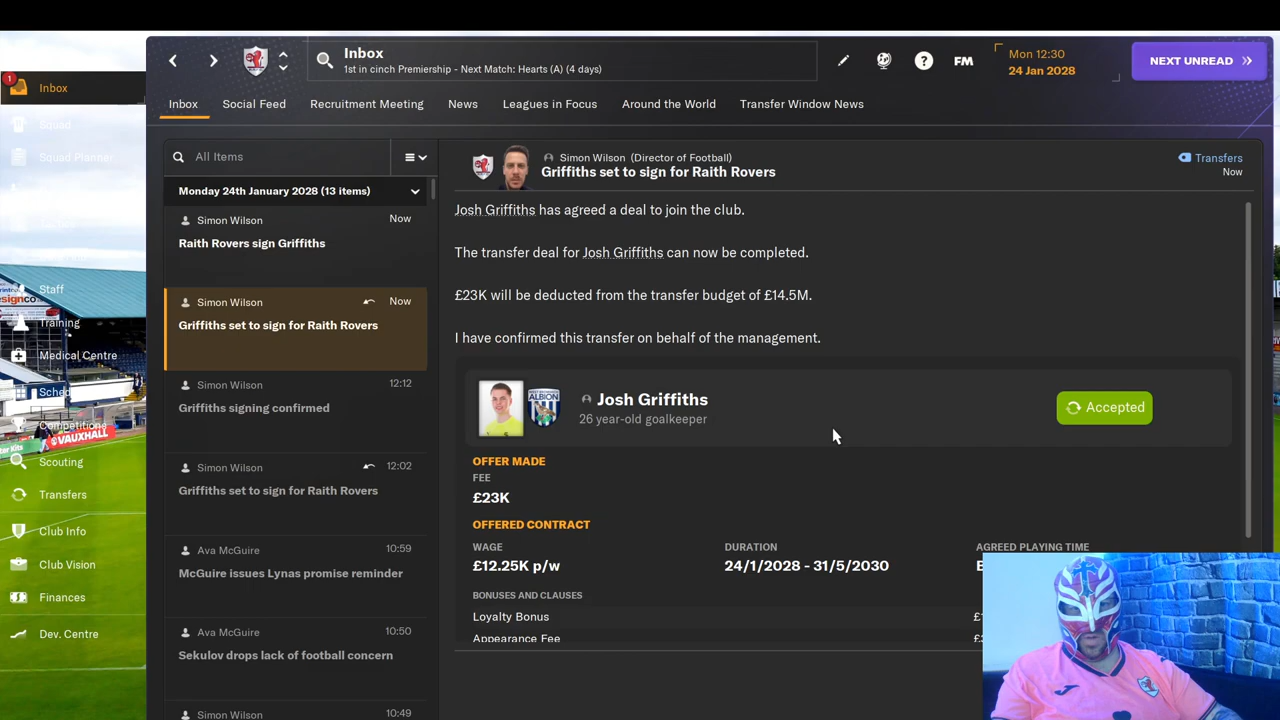 Inbox
1st in cinch Premiership - Next Match: Hearts (A) (4 days)
FM
Mon 12:30
24 Jan 2028
NEXT UNREAD
1
Inbox
Squad
Squad Planner
Staff
Training
Medical Centre
Sched
Competitions
Scouting
Transfers
Club Info
Club Vision
Finances
Dev. Centre
VAUXHALL
Inbox
Social Feed
Recruitment Meeting
News
Leagues in Focus
Around the World
Transfer Window News
All Items
Monday 24th January 2028 (13 items)
Simon Wilson
Now
Raith Rovers sign Griffiths
Simon Wilson
Now
Griffiths set to sign for Raith Rovers
Simon Wilson
12:12
Griffiths signing confirmed
Simon Wilson
12:02
Griffiths set to sign for Raith Rovers
Ava McGuire
10:59
McGuire issues Lynas promise reminder
Ava McGuire
10:50
Sekulov drops lack of football concern
Simon Wilson
10:49
Simon Wilson (Director of Football)
Griffiths set to sign for Raith Rovers
Transfers
Now
Josh Griffiths has agreed a deal to join the club.
The transfer deal for Josh Griffiths can now be completed.
£23K will be deducted from the transfer budget of £14.5M.
I have confirmed this transfer on behalf of the management.
ALBION
Josh Griffiths
26 year-old goalkeeper
Accepted
OFFER MADE
FEE
£23K
OFFERED CONTRACT
WAGE
£12.25K p/w
DURATION
24/1/2028 - 31/5/2030
AGREED PLAYING TIME
BONUSES AND CLAUSES
Loyalty Bonus
Appearance Fee